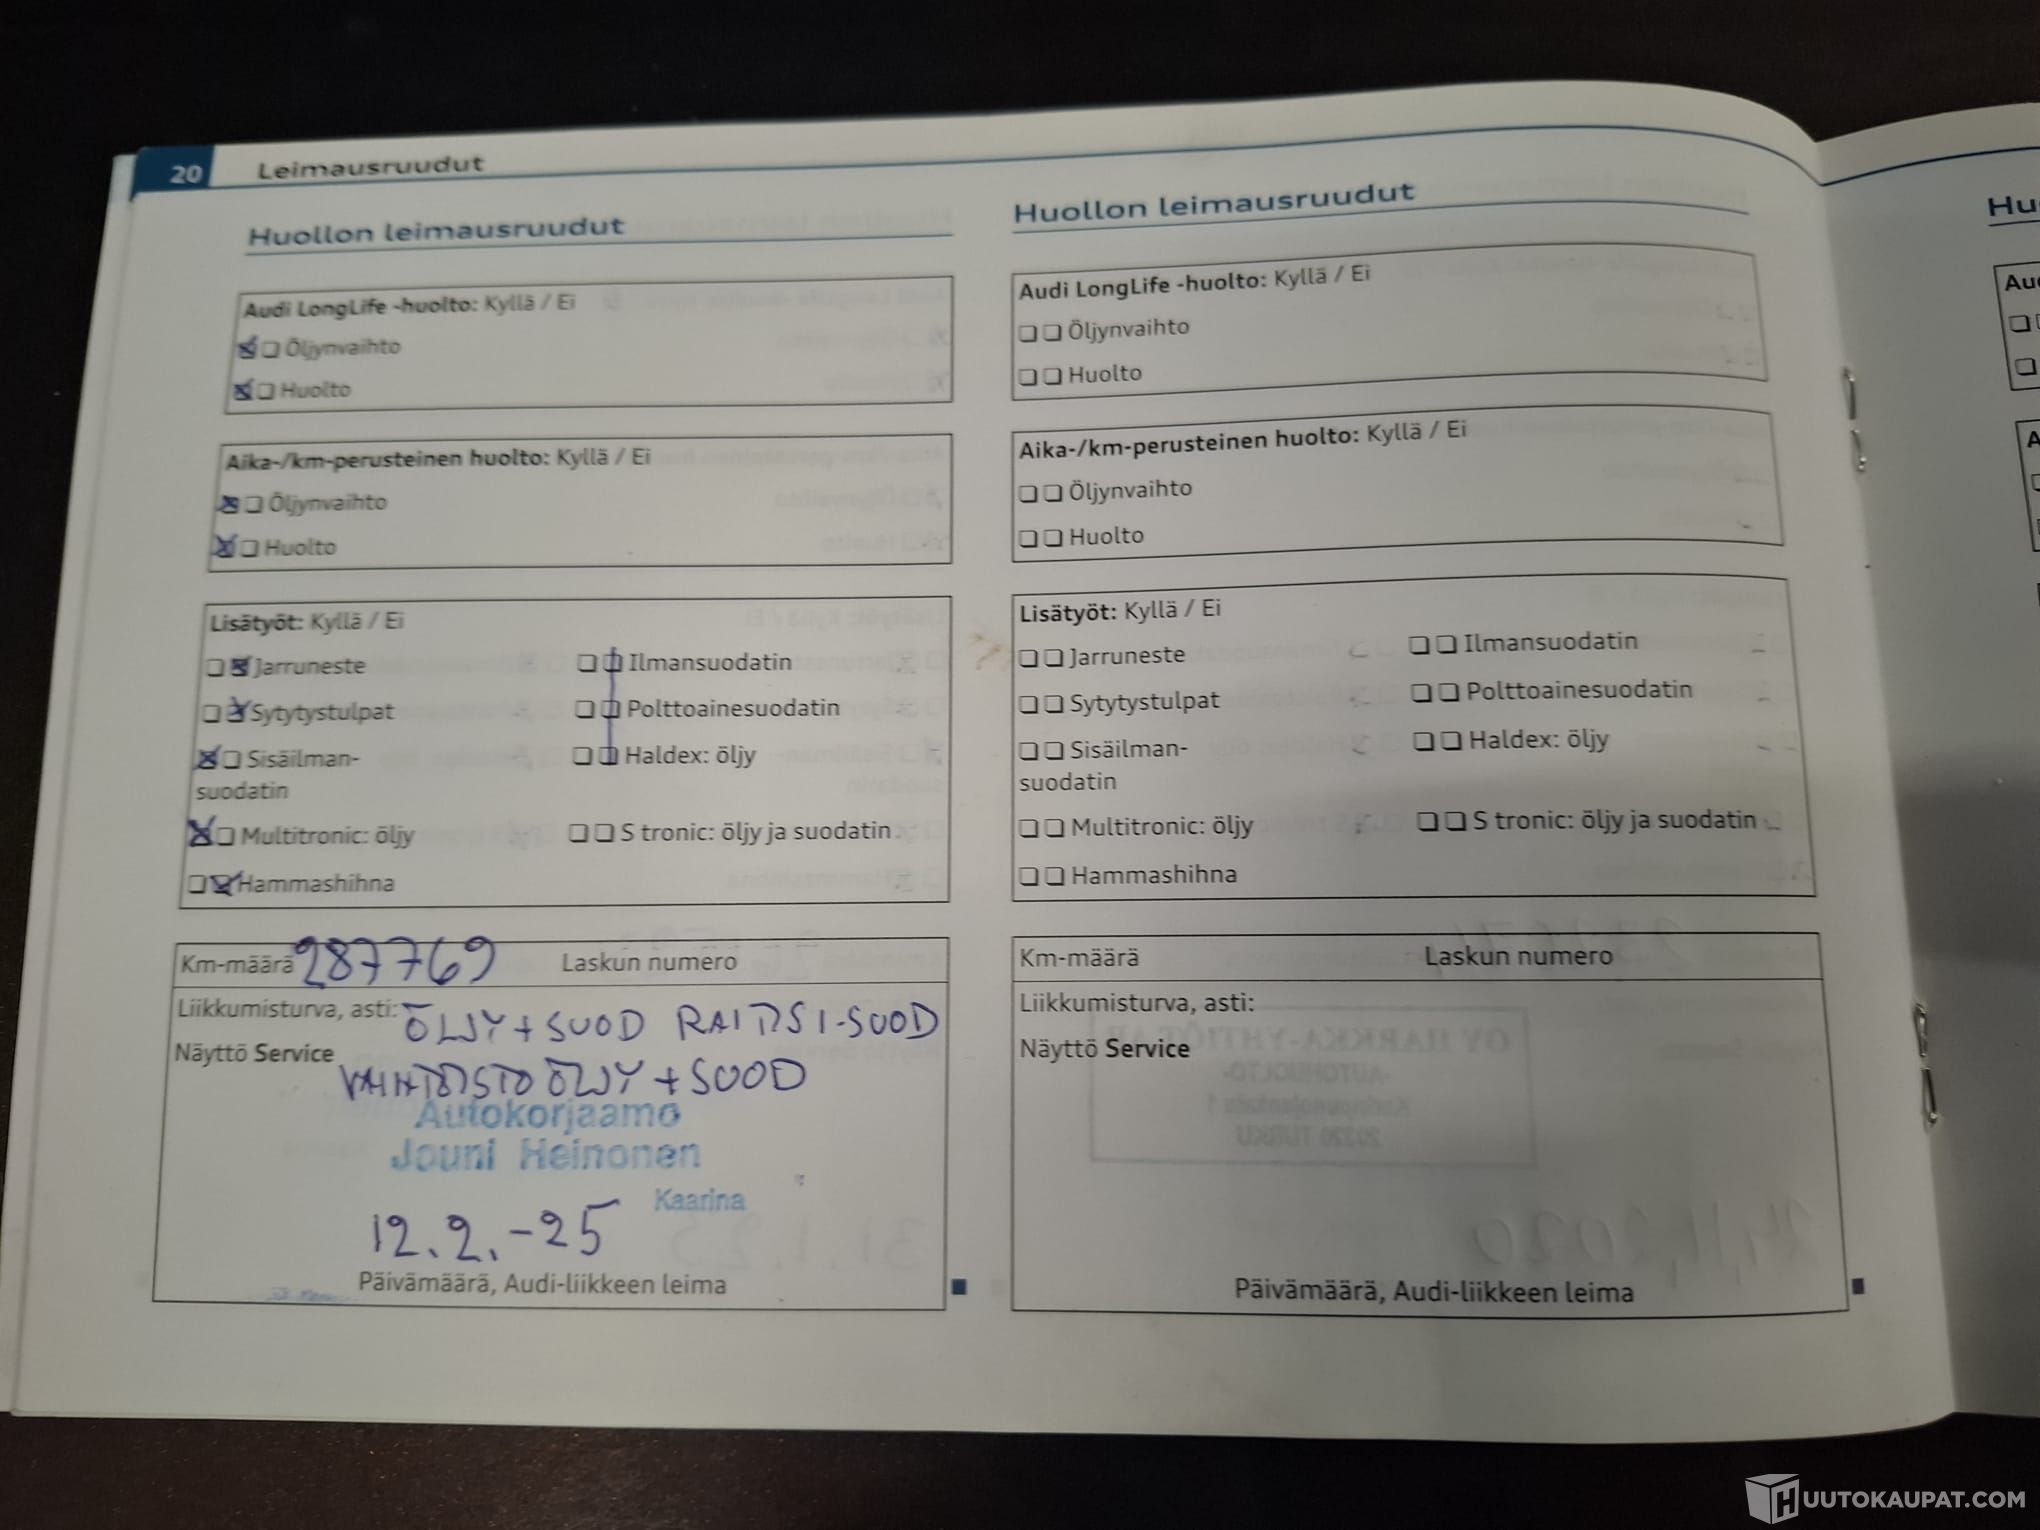 20 Leimausruudut
Huollon leimausruudut
Audi LongLife -huolto: Kyllä / Ei
Öljynvaihto
Huolto
Aika-/km-perusteinen huolto: Kyllä / Ei
Öljynvaihto
Huolto
Lisätyöt: Kyllä / Ei
Jarruneste
Ilmansuodatin
Sytytystulpat
Polttoainesuodatin
Sisäilman-
suodatin
Haldex: öljy
Multitronic: öljy
S tronic: öljy ja suodatin
Hammashihna
Km-määrä 287769
Laskun numero
Liikkumisturva, asti: ÖLJY + SUOD RAITISI-SUOD
Näyttö Service
VAIHTEISTO ÖLJY + SUOD
Autokorjaamo
Jouni Heinonen
Kaarina
12.2.-25
Päivämäärä, Audi-liikkeen leima
Huollon leimausruudut
Audi LongLife -huolto: Kyllä / Ei
Öljynvaihto
Huolto
Aika-/km-perusteinen huolto: Kyllä / Ei
Öljynvaihto
Huolto
Lisätyöt: Kyllä / Ei
Jarruneste
Ilmansuodatin
Sytytystulpat
Polttoainesuodatin
Sisäilman-
suodatin
Haldex: öljy
Multitronic: öljy
S tronic: öljy ja suodatin
Hammashihna
Km-määrä
Laskun numero
Liikkumisturva, asti:
Näyttö Service
Päivämäärä, Audi-liikkeen leima
HUUTOKAUPAT.COM